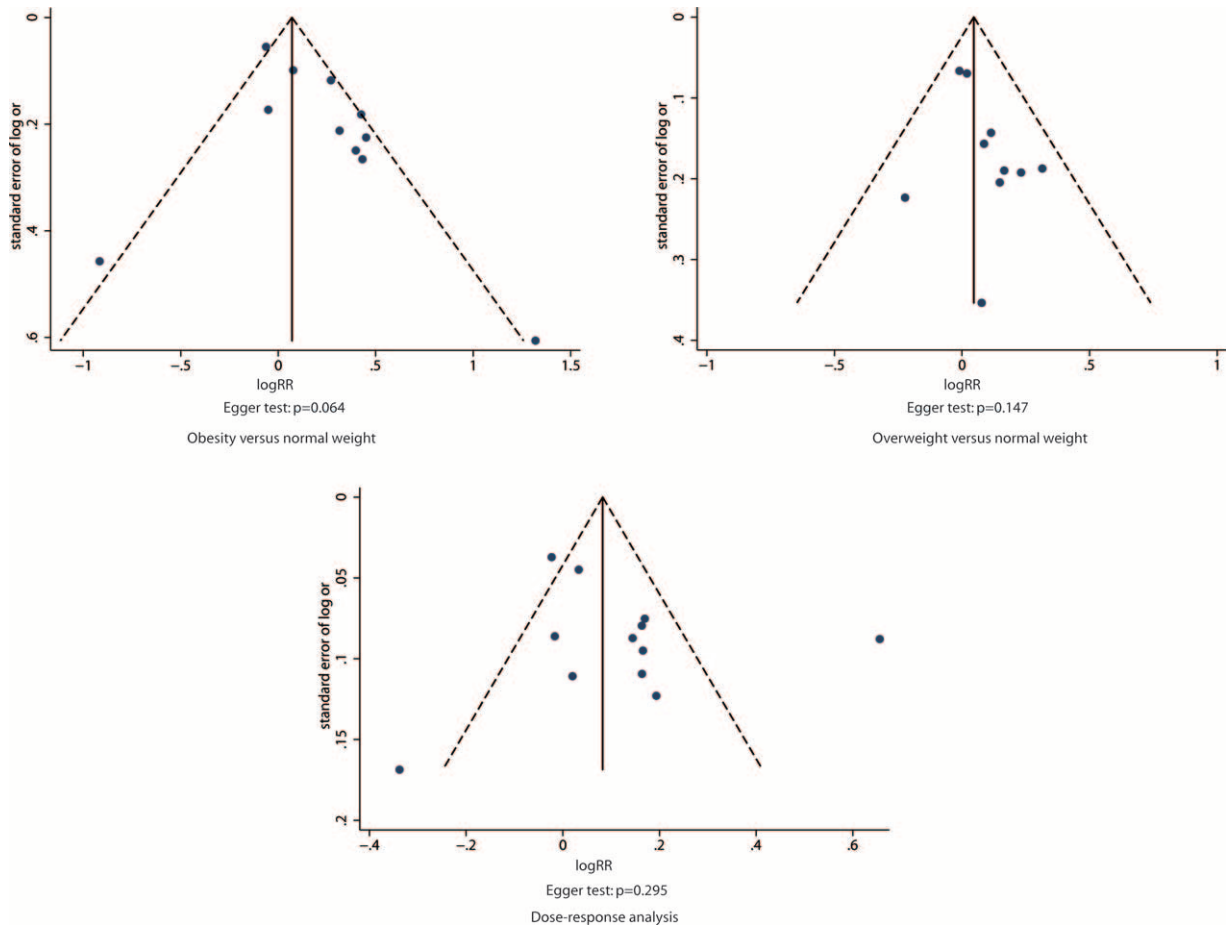 0
.2
.4
.6
standard error of log or
−1
−.5
0
.5
1
1.5
logRR
Egger test: p=0.064
Obesity versus normal weight
0
.1
.2
.3
.4
standard error of log or
−1
−.5
0
.5
1
logRR
Egger test: p=0.147
Overweight versus normal weight
0
.05
.1
.15
.2
standard error of log or
−.4
−.2
0
.2
.4
.6
logRR
Egger test: p=0.295
Dose-response analysis